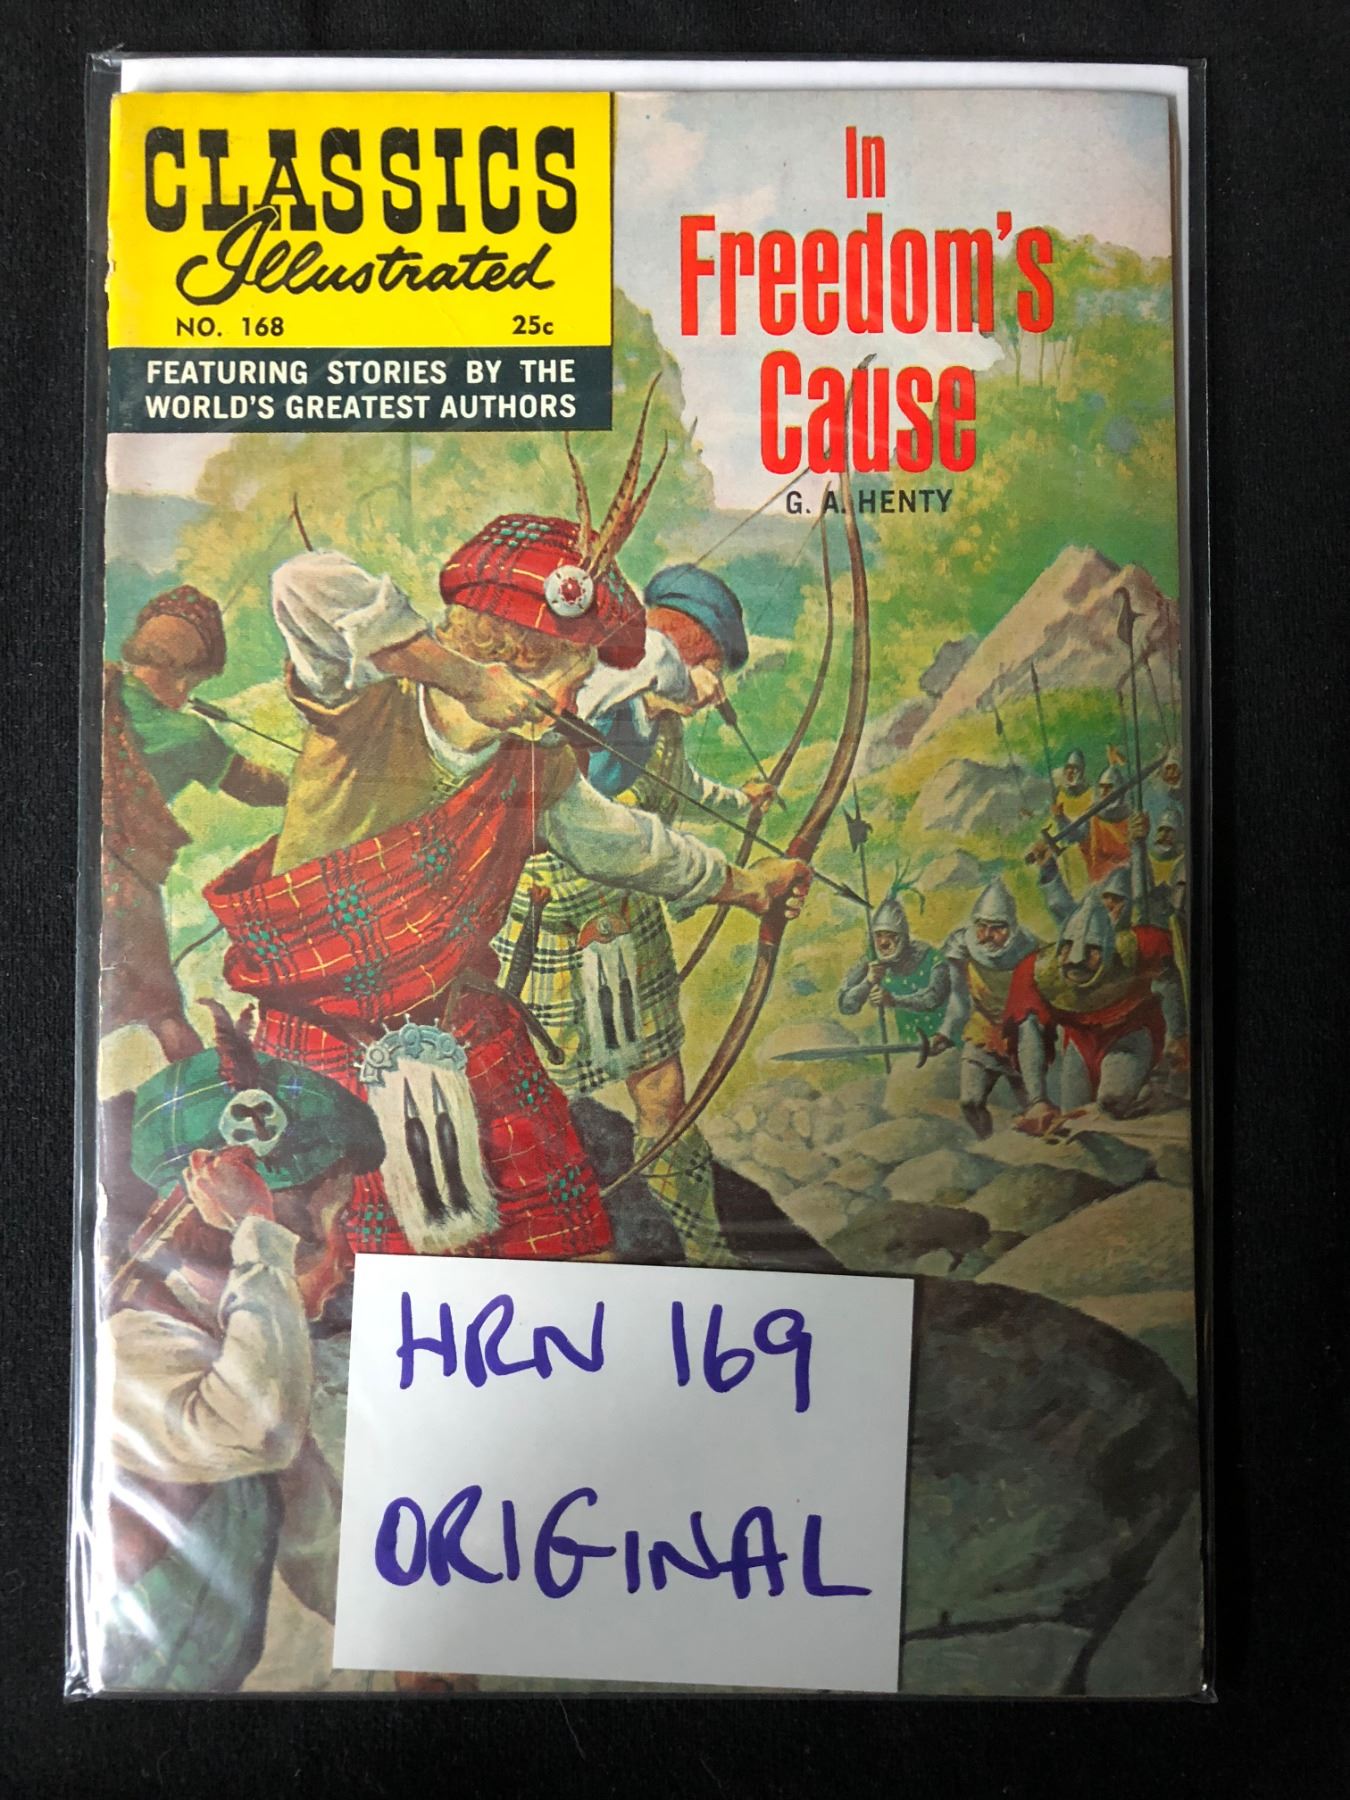 CLASSICS
Illustrated
NO. 168 25c
FEATURING STORIES BY THE
WORLD'S GREATEST AUTHORS
In
Freedom's
Cause
G. A. HENTY
HRN 169
ORIGINAL